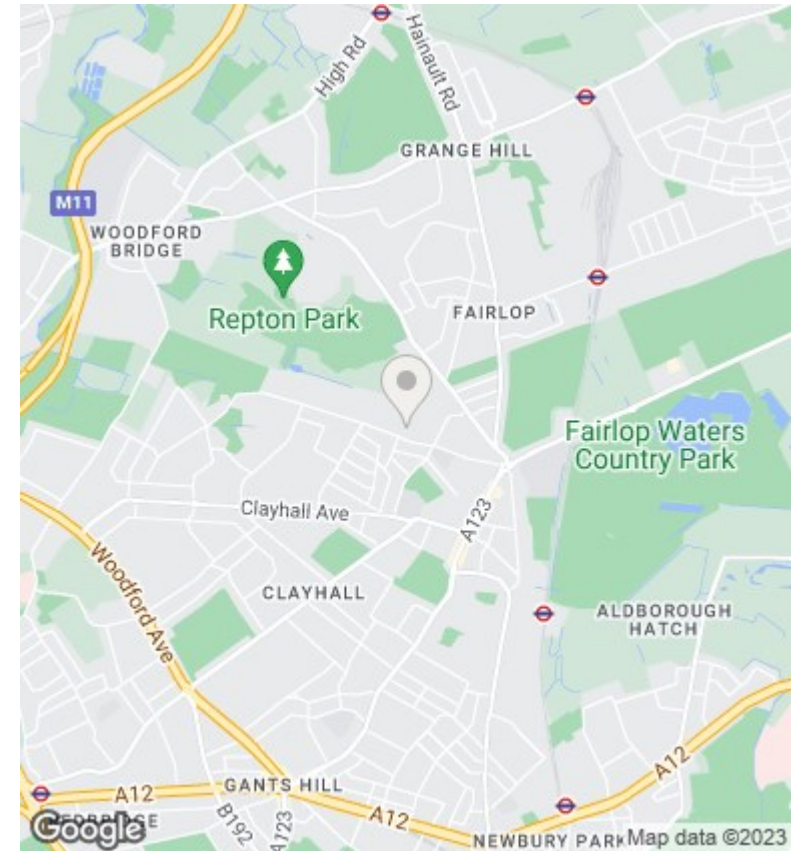 High Rd
Hainault Rd
GRANGE HILL
M11
WOODFORD
BRIDGE
Repton Park
FAIRLOP
Fairlop Waters
Country Park
Clayhall Ave
A123
Woodford Ave
CLAYHALL
ALDBOROUGH
HATCH
A12
GANTS HILL
A12
REDBRIDGE
B192
A123
A12
NEWBURY PARK
Google
Map data ©2023